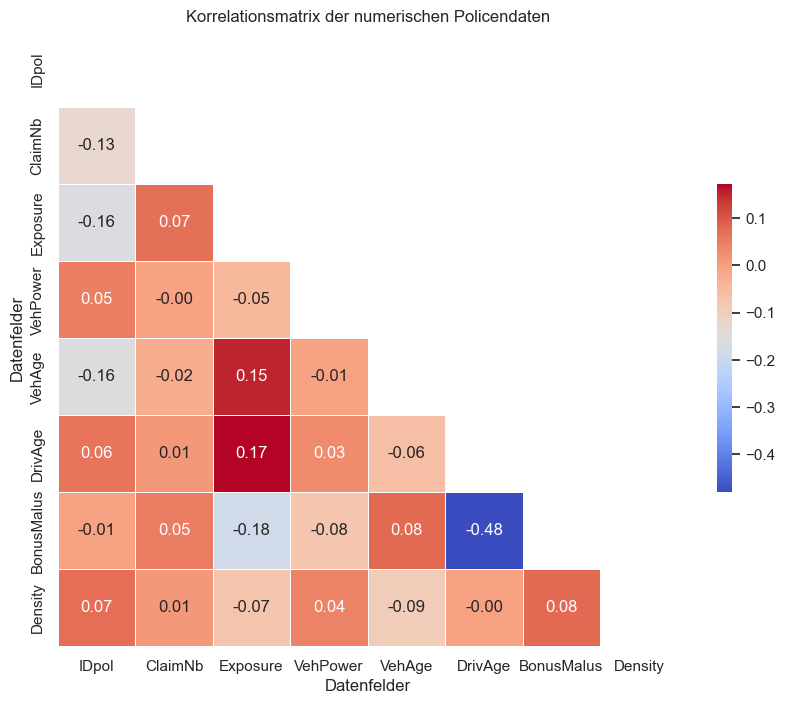 Korrelationsmatrix der numerischen Policendaten
Datenfelder
IDpol
ClaimNb
-0.13
Exposure
-0.16 0.07
VehPower
0.05 -0.00 -0.05
VehAge
-0.16 -0.02 0.15 -0.01
DrivAge
0.06 0.01 0.17 0.03 -0.06
BonusMalus
-0.01 0.05 -0.18 -0.08 0.08 -0.48
Density
0.07 0.01 -0.07 0.04 -0.09 -0.00 0.08
IDpol ClaimNb Exposure VehPower VehAge DrivAge BonusMalus Density
Datenfelder
0.1
0.0
-0.1
-0.2
-0.3
-0.4